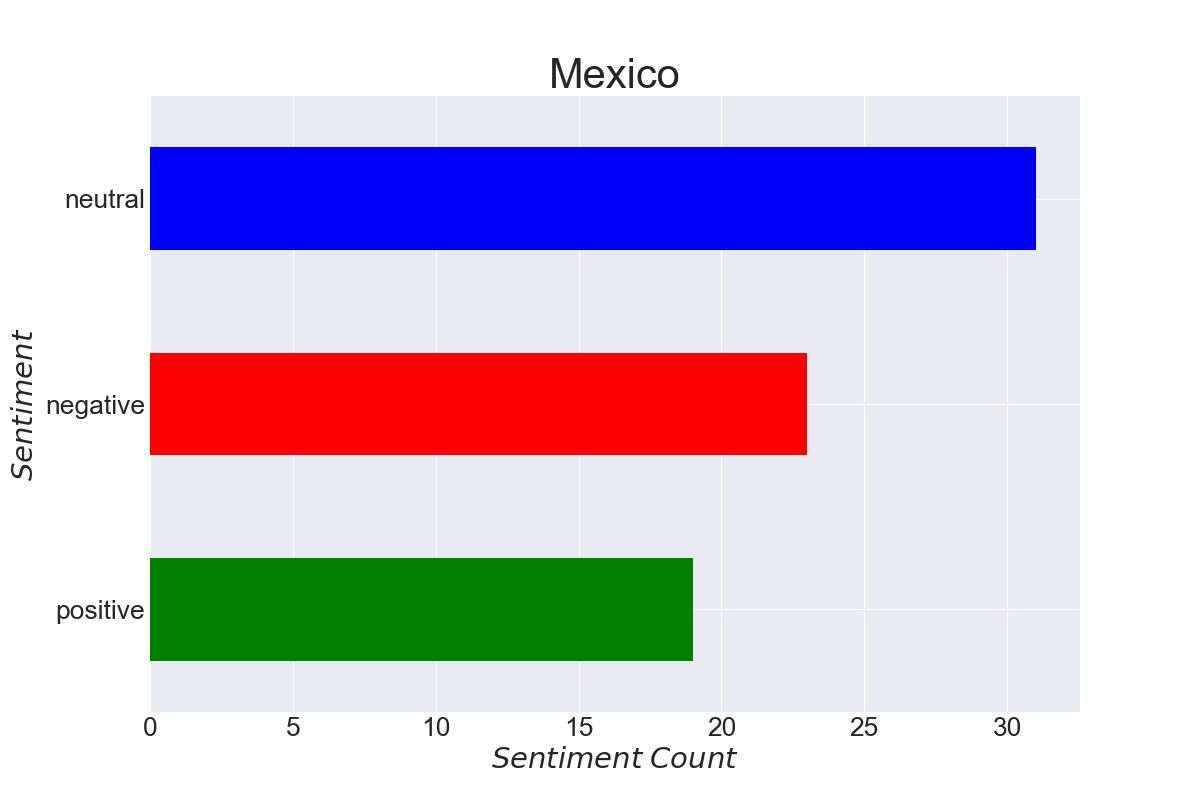 Mexico
neutral
negative
positive
Sentiment
0 5 10 15 20 25 30
Sentiment Count